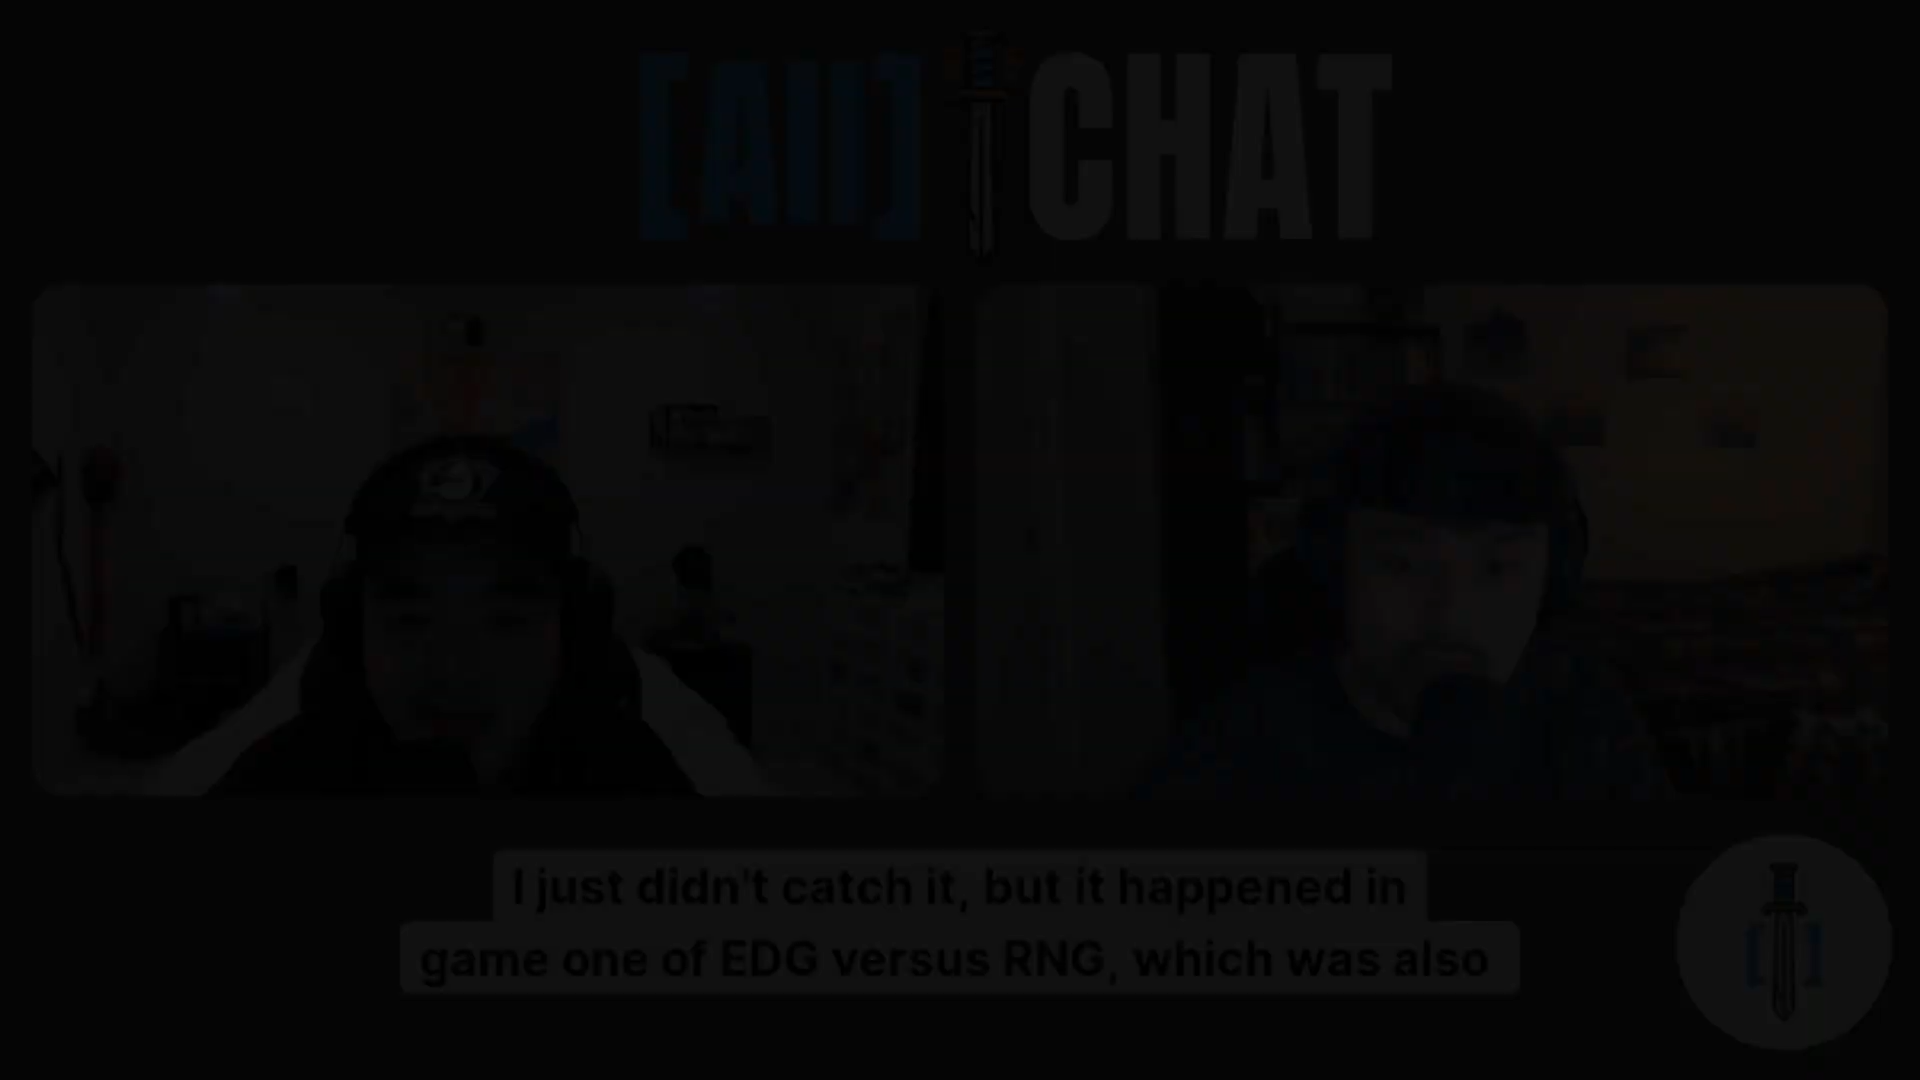 [All] CHAT
I just didn't catch it, but it happened in
game one of EDG versus RNG, which was also